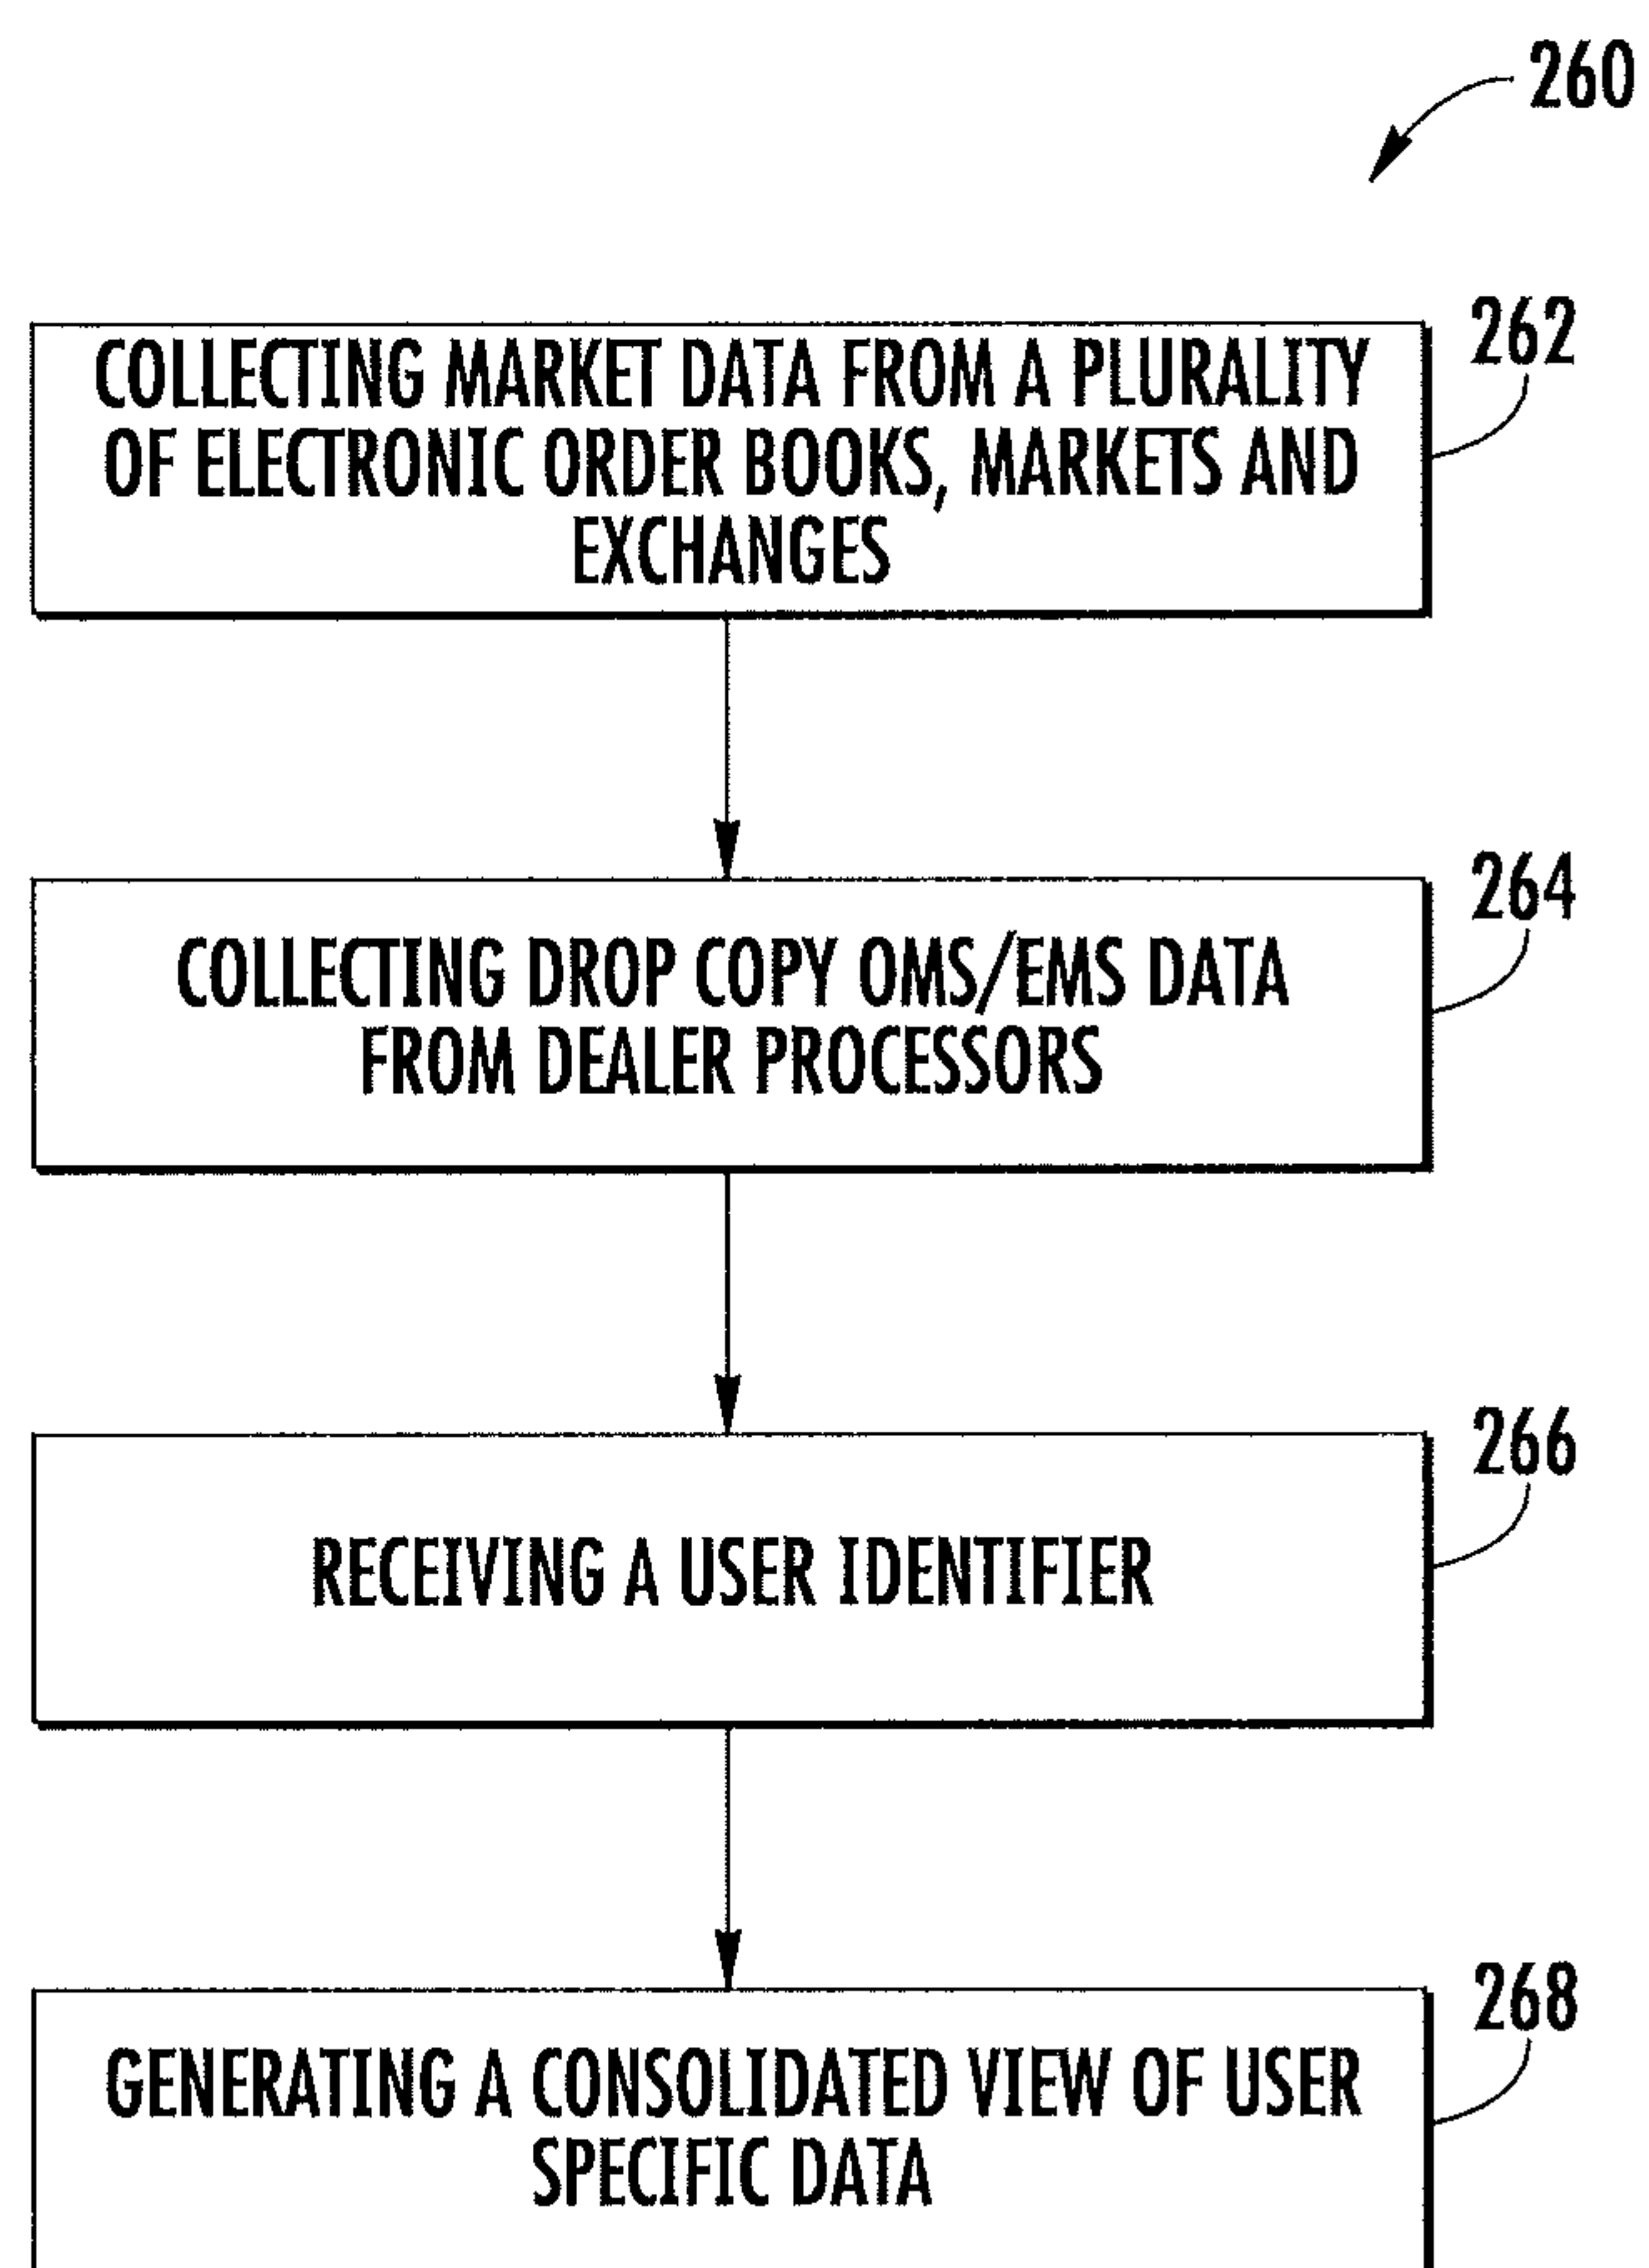 260
262
COLLECTING MARKET DATA FROM A PLURALITY
OF ELECTRONIC ORDER BOOKS, MARKETS AND
EXCHANGES
264
COLLECTING DROP COPY OMS/EMS DATA
FROM DEALER PROCESSORS
266
RECEIVING A USER IDENTIFIER
268
GENERATING A CONSOLIDATED VIEW OF USER
SPECIFIC DATA